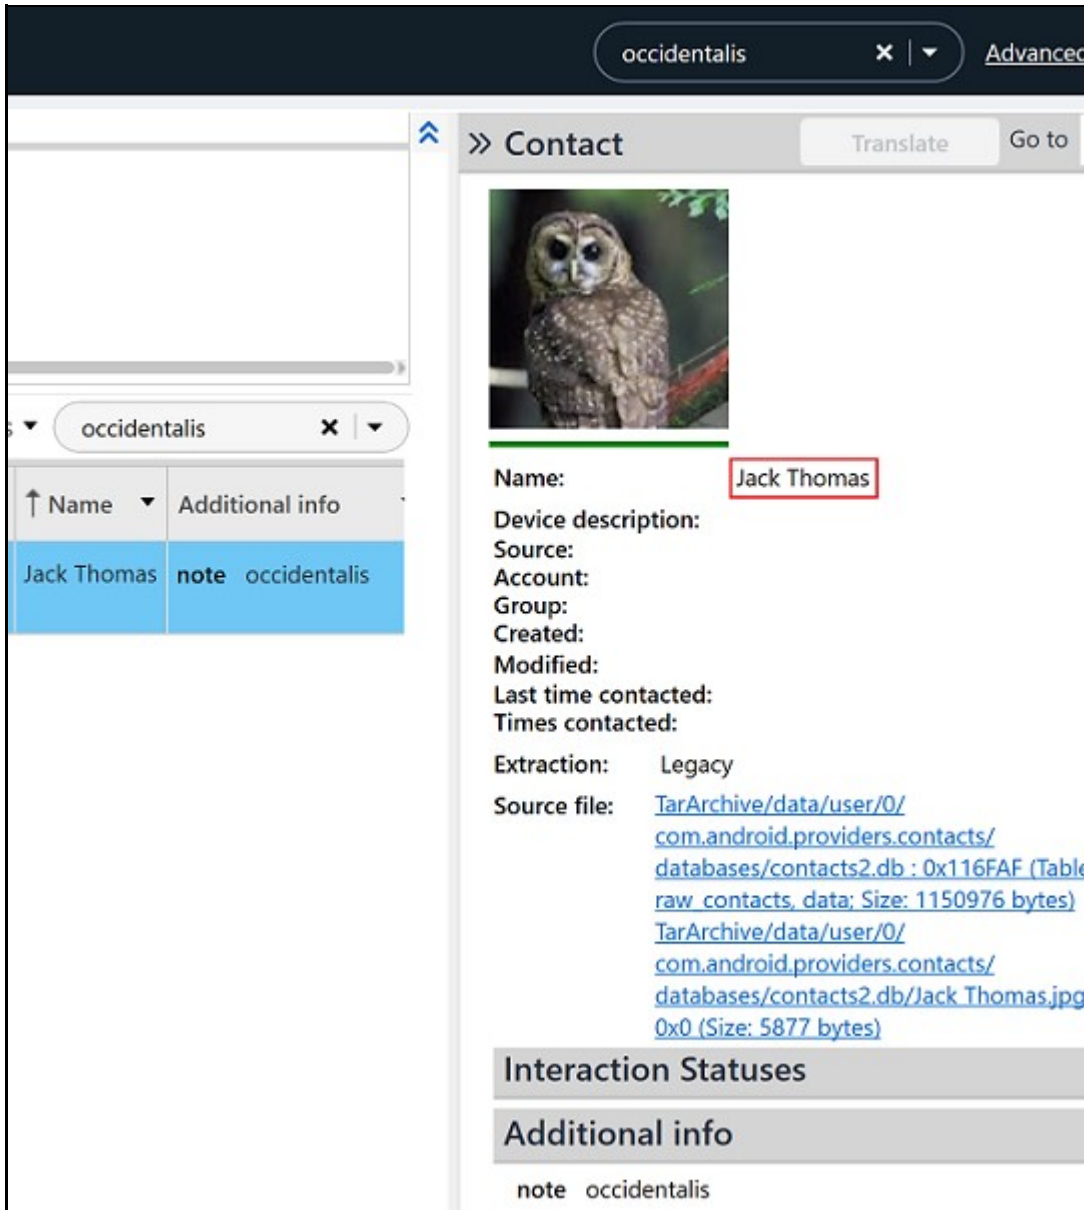 occidentalis
Advanced
Contact
Translate
Go to
occidentalis
Name
Additional info
Jack Thomas
note occidentalis
Name:
Jack Thomas
Device description:
Source:
Account:
Group:
Created:
Modified:
Last time contacted:
Times contacted:
Extraction: Legacy
Source file: TarArchive/data/user/0/
com.android.providers.contacts/
databases/contacts2.db : 0x116FAF (Table
raw_contacts, data; Size: 1150976 bytes)
TarArchive/data/user/0/
com.android.providers.contacts/
databases/contacts2.db/Jack Thomas.jpg
0x0 (Size: 5877 bytes)
Interaction Statuses
Additional info
note occidentalis